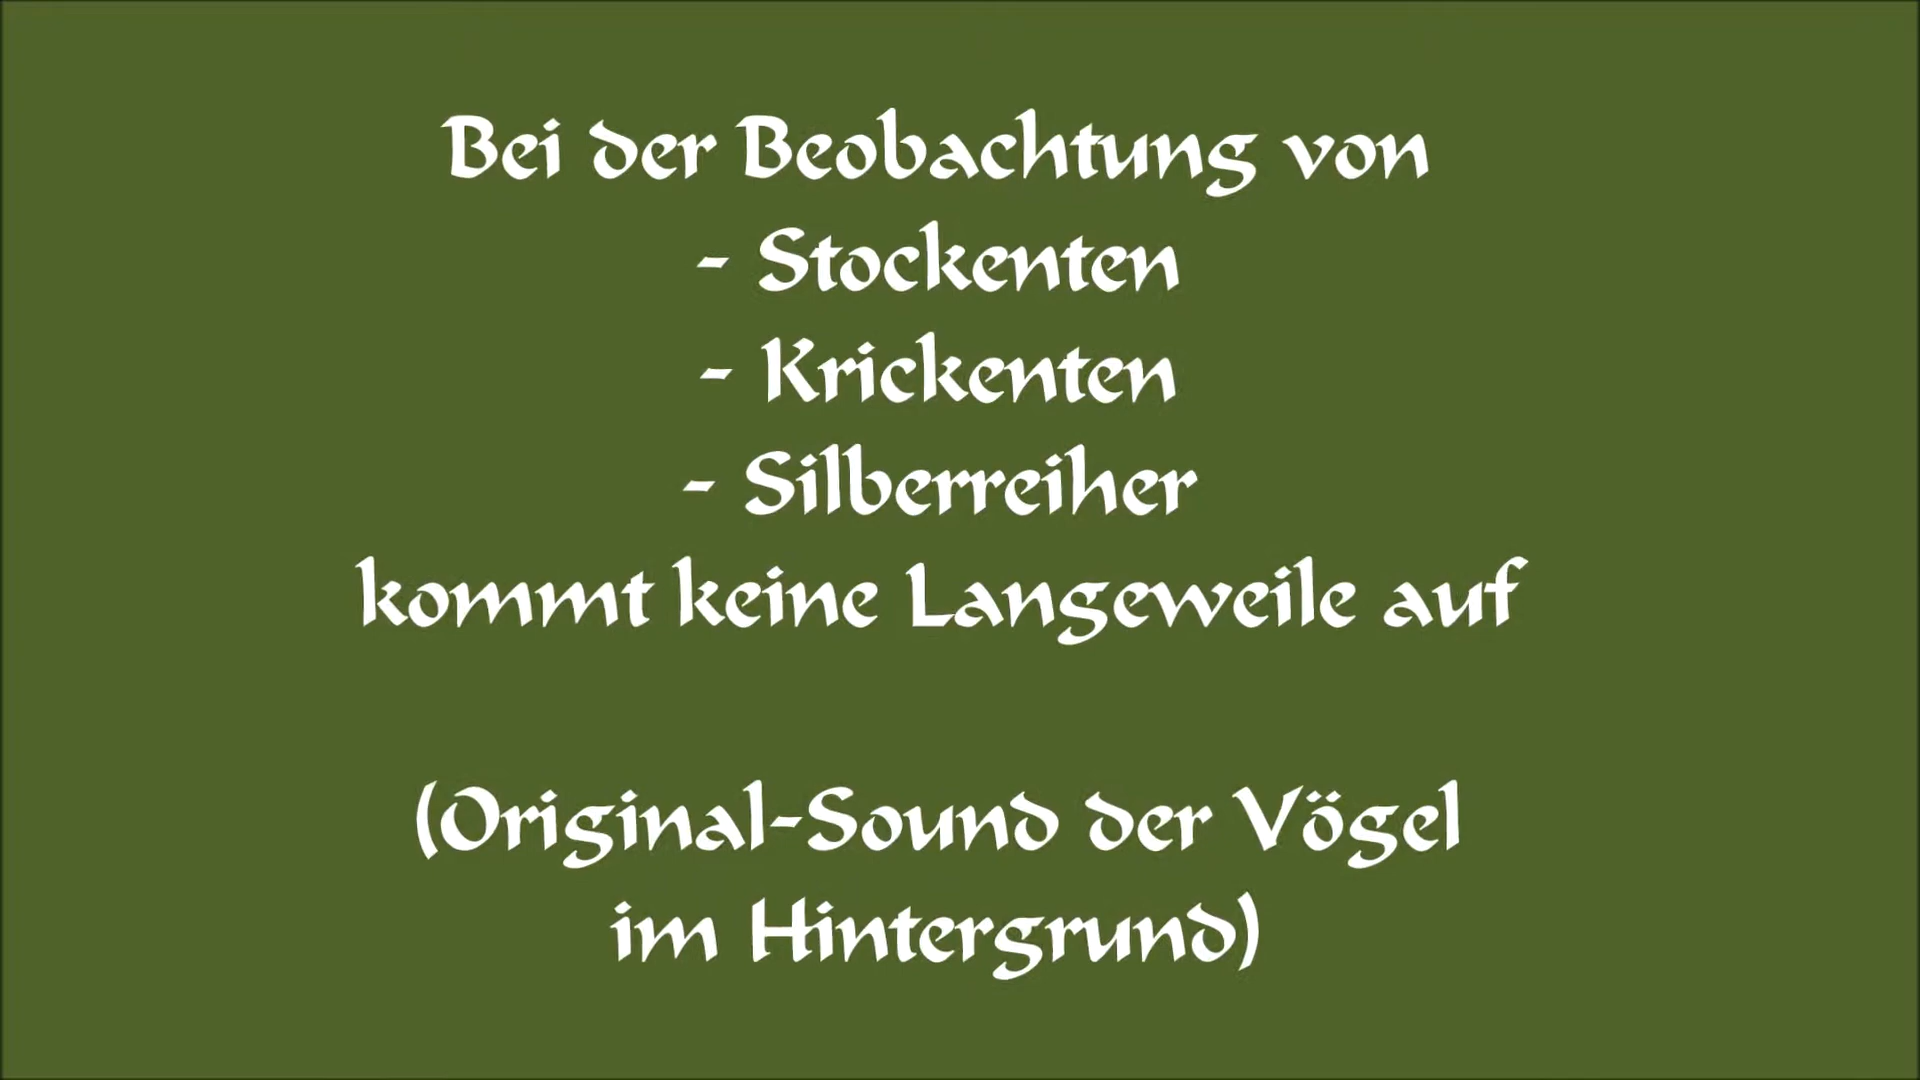 Bei der Beobachtung von
- Stockenten
- Krickenten
- Silberreiher
kommt keine Langeweile auf
(Original-Sound der Vögel
im Hintergrund)